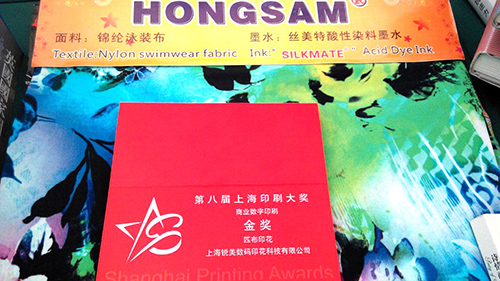 HONGSAM®
面料：锦纶泳装布 墨水：丝美特酸性染料墨水
Textile:Nylon swimwear fabric Ink:"SILKMATE®" Acid Dye Ink
第八届上海印刷大奖
商业数字印刷
金奖
匹布印花
上海锐美数码印花科技有限公司
Shanghai Printing Awards